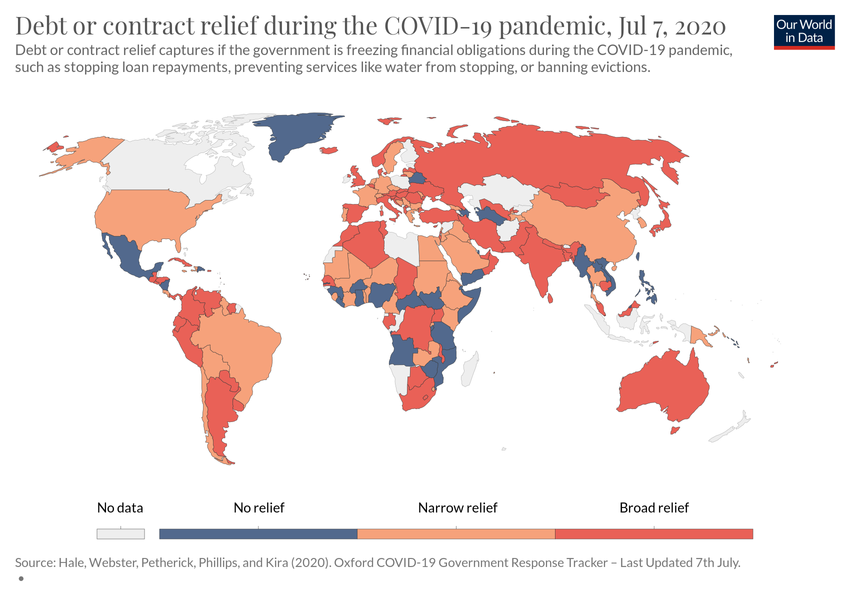 Debt or contract relief during the COVID-19 pandemic, Jul 7, 2020
Our World
in Data
Debt or contract relief captures if the government is freezing financial obligations during the COVID-19 pandemic,
such as stopping loan repayments, preventing services like water from stopping, or banning evictions.
No data
No relief
Narrow relief
Broad relief
Source: Hale, Webster, Petherick, Phillips, and Kira (2020). Oxford COVID-19 Government Response Tracker – Last Updated 7th July.
•